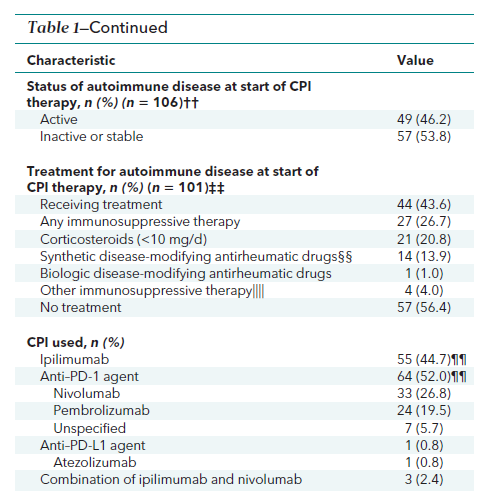 Table 1–Continued
Characteristic Value
Status of autoimmune disease at start of CPI
therapy, n (%) (n = 106)††
Active 49 (46.2)
Inactive or stable 57 (53.8)
Treatment for autoimmune disease at start of
CPI therapy, n (%) (n = 101)‡‡
Receiving treatment 44 (43.6)
Any immunosuppressive therapy 27 (26.7)
Corticosteroids (<10 mg/d) 21 (20.8)
Synthetic disease-modifying antirheumatic drugs§§ 14 (13.9)
Biologic disease-modifying antirheumatic drugs 1 (1.0)
Other immunosuppressive therapy‖‖ 4 (4.0)
No treatment 57 (56.4)
CPI used, n (%)
Ipilimumab 55 (44.7)¶¶
Anti–PD-1 agent 64 (52.0)¶¶
Nivolumab 33 (26.8)
Pembrolizumab 24 (19.5)
Unspecified 7 (5.7)
Anti–PD-L1 agent 1 (0.8)
Atezolizumab 1 (0.8)
Combination of ipilimumab and nivolumab 3 (2.4)